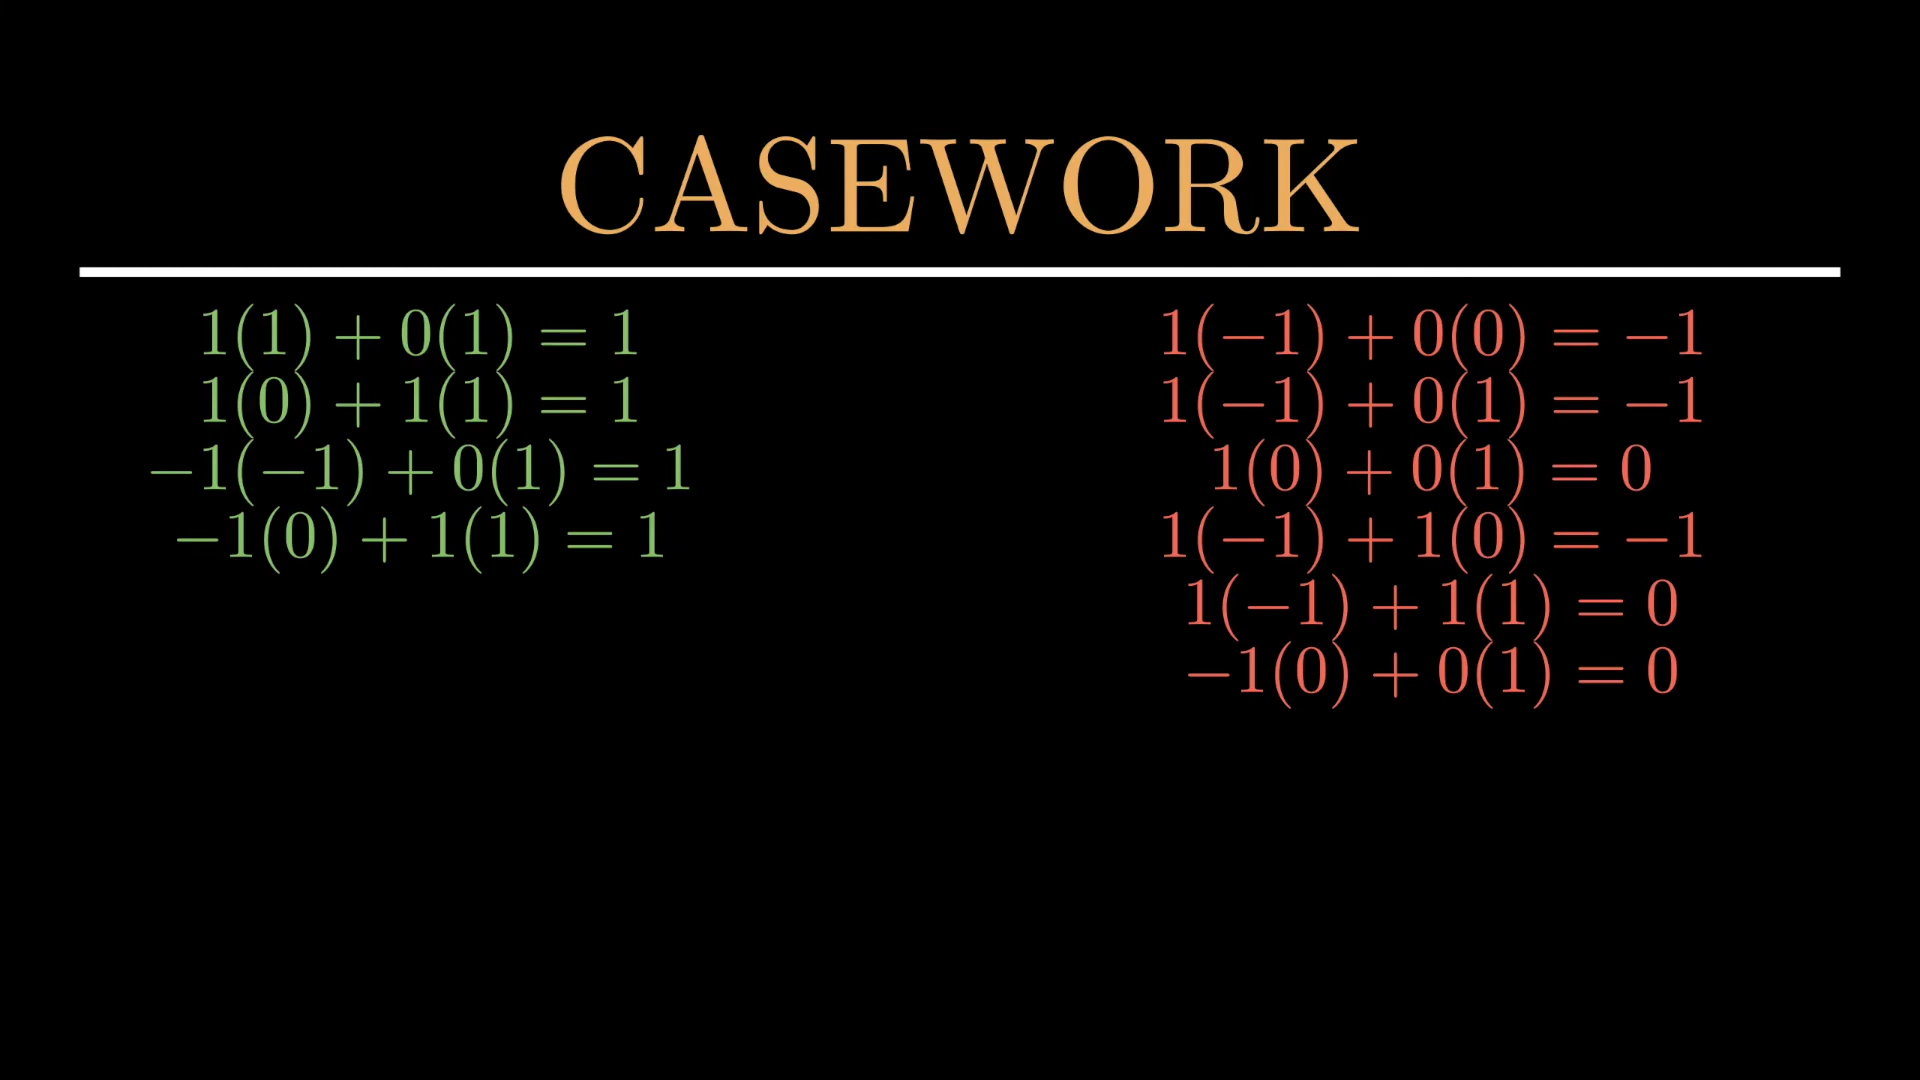 CASEWORK
1(1) + 0(1) = 1
1(0) + 1(1) = 1
−1(−1) + 0(1) = 1
−1(0) + 1(1) = 1
1(−1) + 0(0) = −1
1(−1) + 0(1) = −1
1(0) + 0(1) = 0
1(−1) + 1(0) = −1
1(−1) + 1(1) = 0
−1(0) + 0(1) = 0